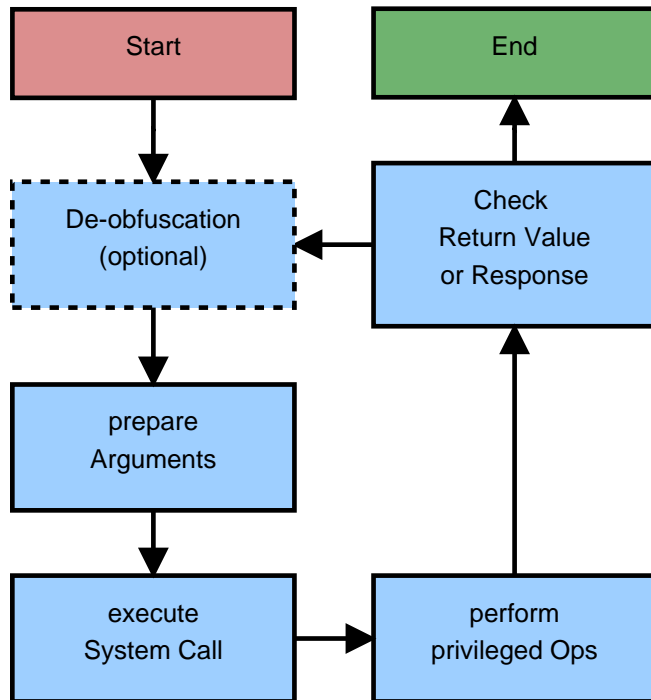 Start
End
De-obfuscation
(optional)
Check
Return Value
or Response
prepare
Arguments
execute
System Call
perform
privileged Ops